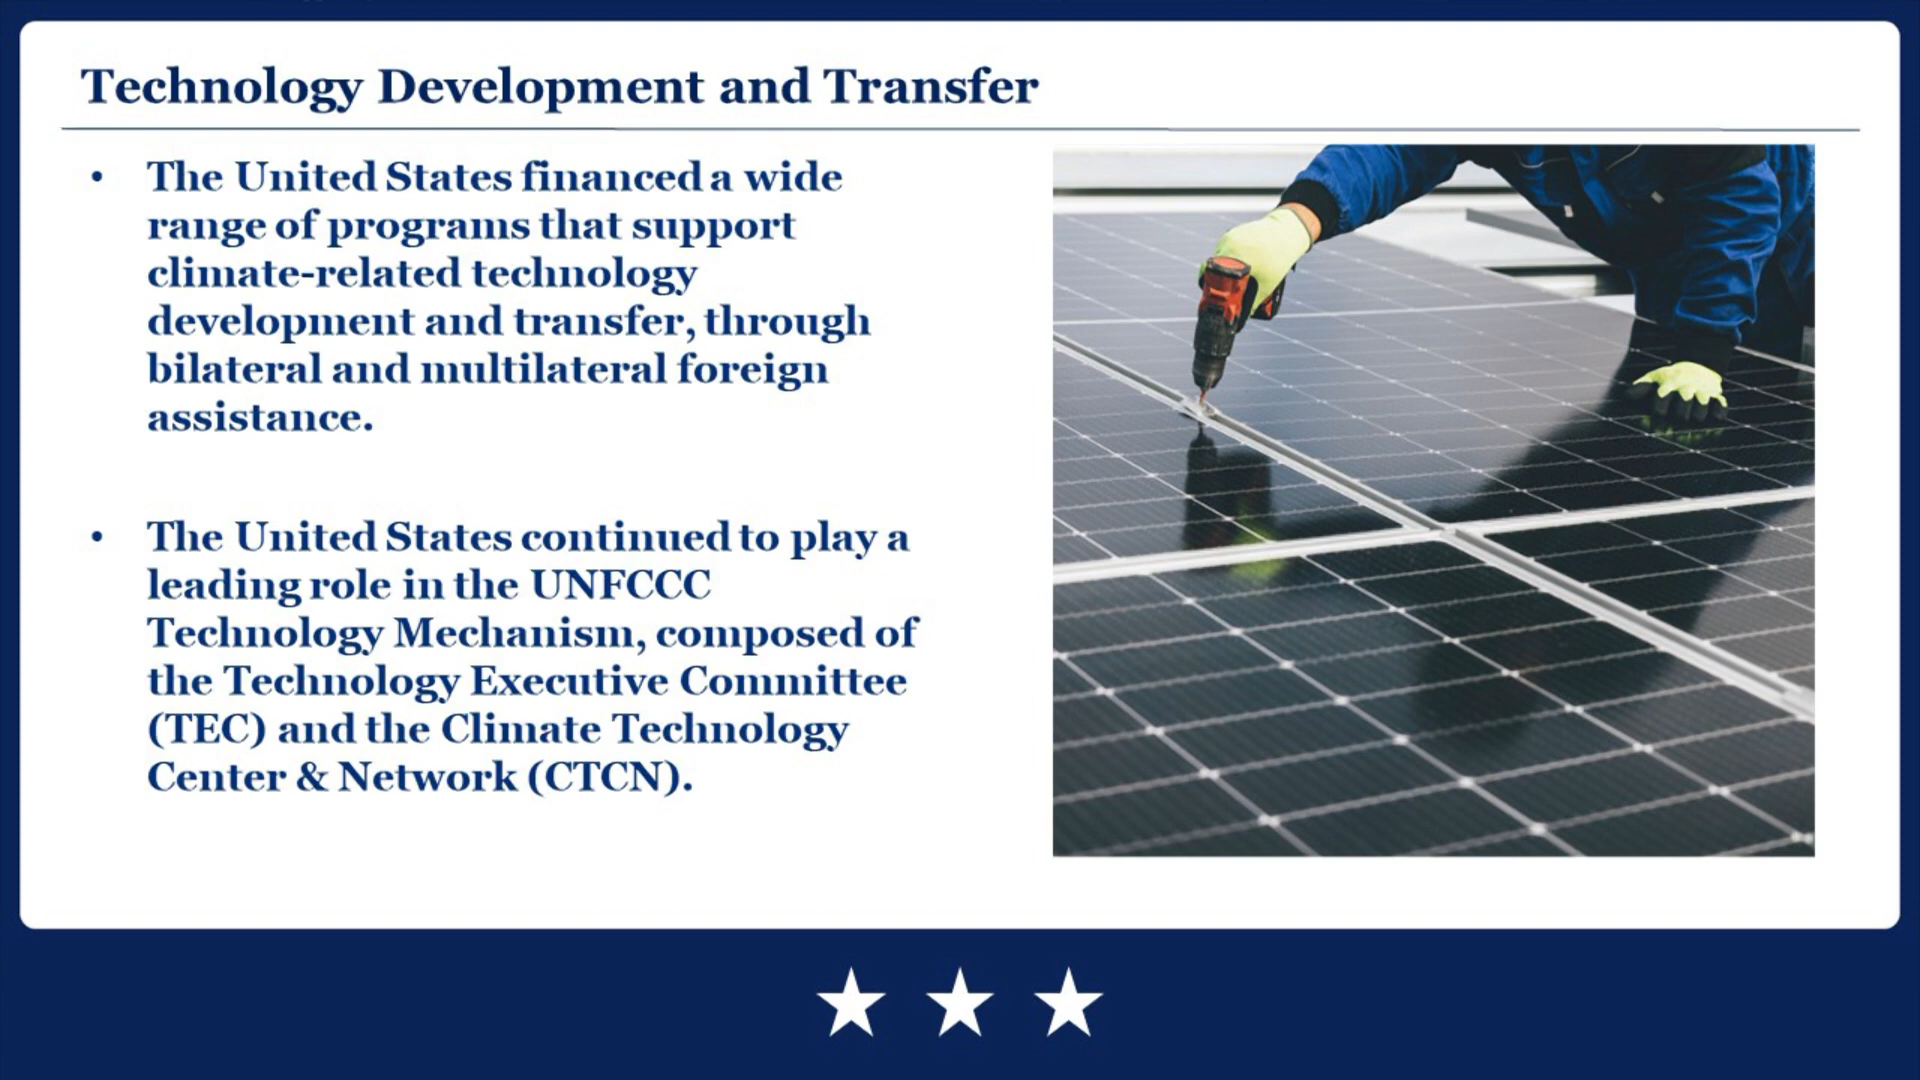 Technology Development and Transfer
• The United States financed a wide
range of programs that support
climate-related technology
development and transfer, through
bilateral and multilateral foreign
assistance.
• The United States continued to play a
leading role in the UNFCCC
Technology Mechanism, composed of
the Technology Executive Committee
(TEC) and the Climate Technology
Center & Network (CTCN).